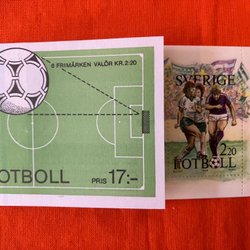 6 FRIMÄRKEN VALÖR KR. 2:20
OTBOLL
PRIS 17:-
SVERIGE
2.20
FOTBOLL